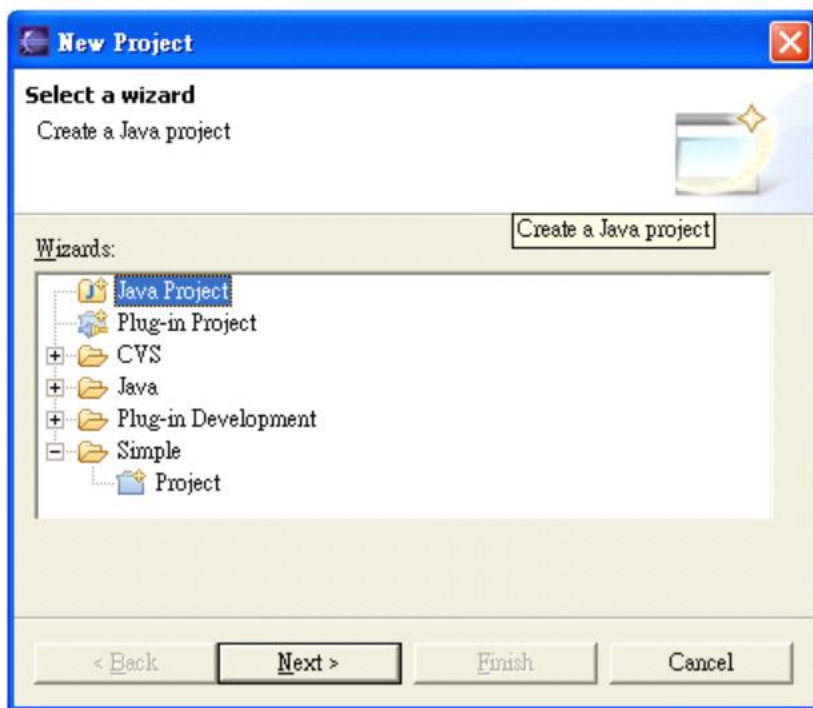 New Project
Select a wizard
Create a Java project
Create a Java project
Wizards:
Java Project
Plug-in Project
CVS
Java
Plug-in Development
Simple
Project
< Back Next > Finish Cancel